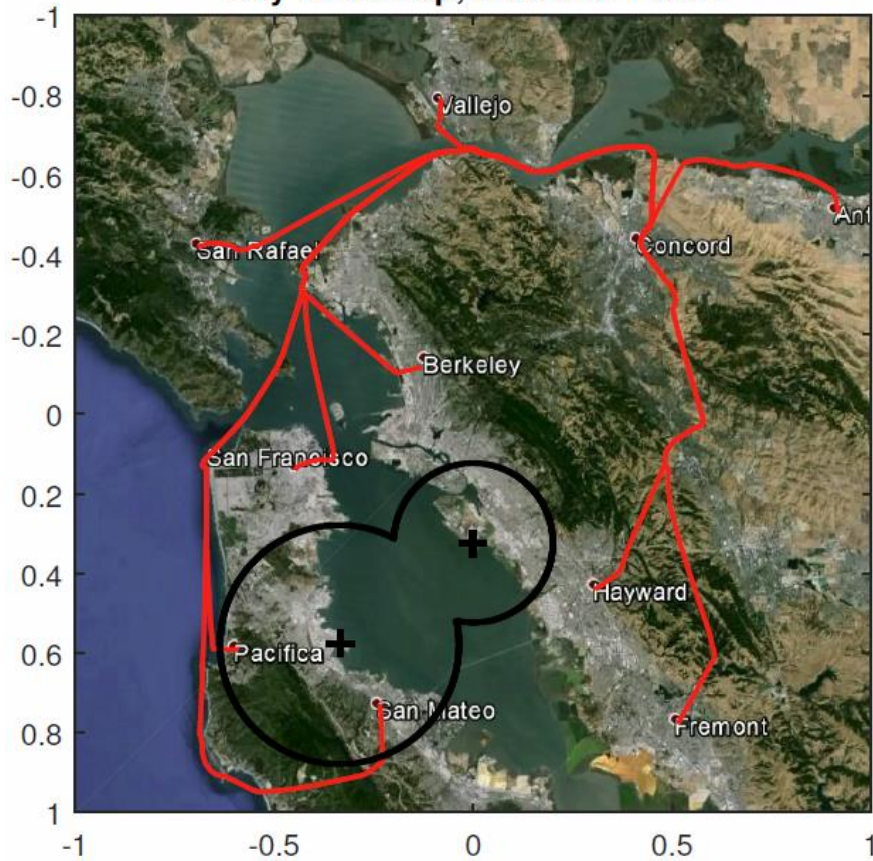 -1
-0.8
Vallejo
-0.6
Ant
San Rafael
Concord
-0.4
-0.2
Berkeley
0
San Francisco
0.2
0.4
Hayward
0.6
Pacifica
San Mateo
Fremont
0.8
1
-1
-0.5
0
0.5
1